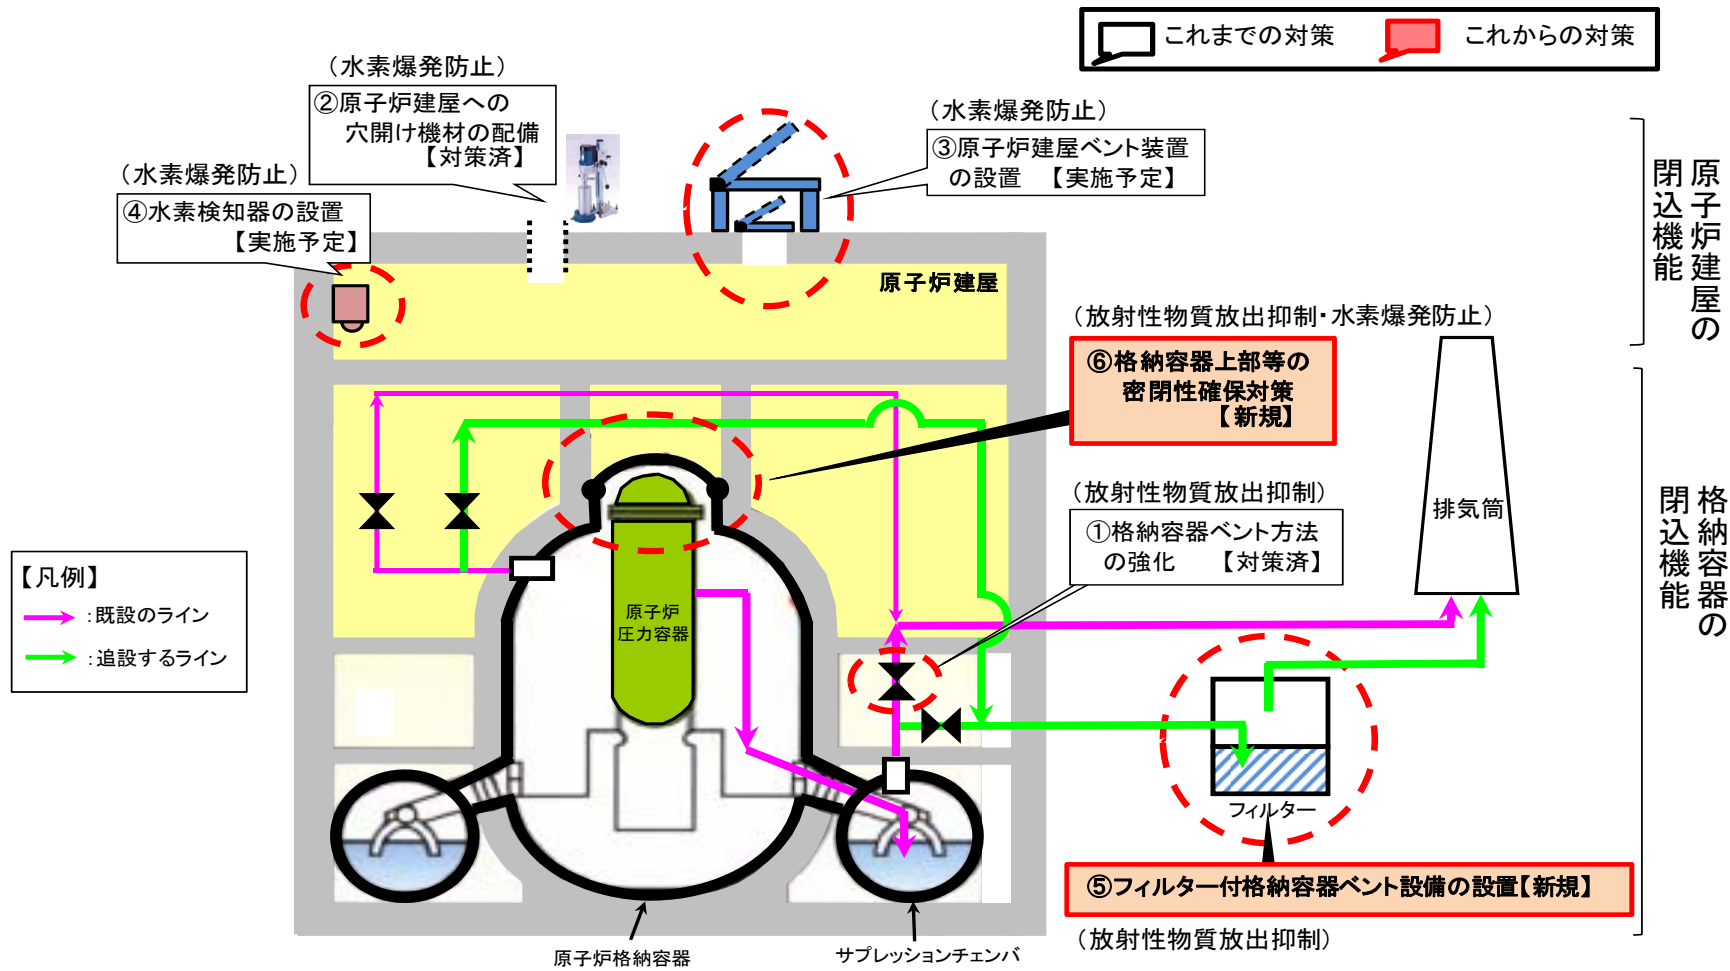 これまでの対策
これからの対策
（水素爆発防止）
②原子炉建屋への
穴開け機材の配備
【対策済】
（水素爆発防止）
③原子炉建屋ベント装置
の設置　【実施予定】
（水素爆発防止）
④水素検知器の設置
【実施予定】
原子炉建屋
原子炉建屋の
閉込機能
（放射性物質放出抑制・水素爆発防止）
⑥格納容器上部等の
密閉性確保対策
【新規】
（放射性物質放出抑制）
①格納容器ベント方法
の強化　【対策済】
排気筒
格納容器の
閉込機能
【凡例】
：既設のライン
：追設するライン
原子炉
圧力容器
フィルター
⑤フィルター付格納容器ベント設備の設置【新規】
（放射性物質放出抑制）
原子炉格納容器
サプレッションチェンバ